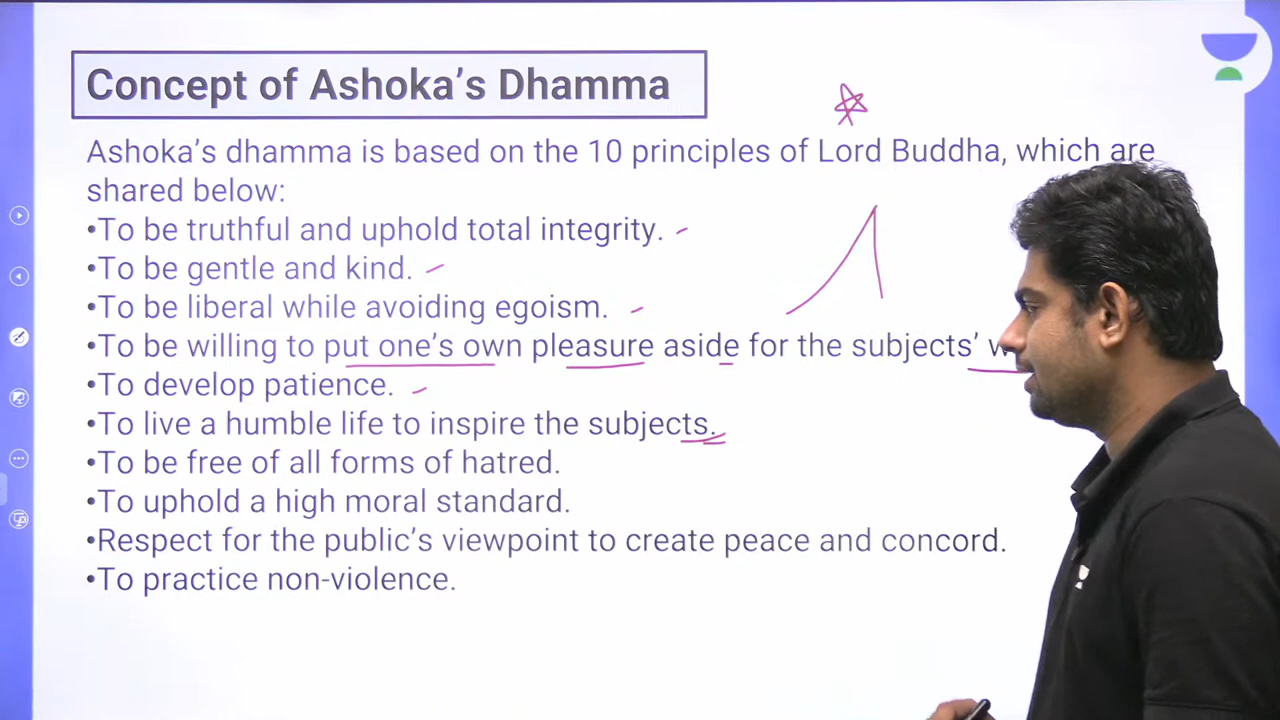 Concept of Ashoka’s Dhamma
Ashoka’s dhamma is based on the 10 principles of Lord Buddha, which are
shared below:
•To be truthful and uphold total integrity.
•To be gentle and kind.
•To be liberal while avoiding egoism.
•To be willing to put one’s own pleasure aside for the subjects’
•To develop patience.
•To live a humble life to inspire the subjects.
•To be free of all forms of hatred.
•To uphold a high moral standard.
•Respect for the public’s viewpoint to create peace and concord.
•To practice non-violence.